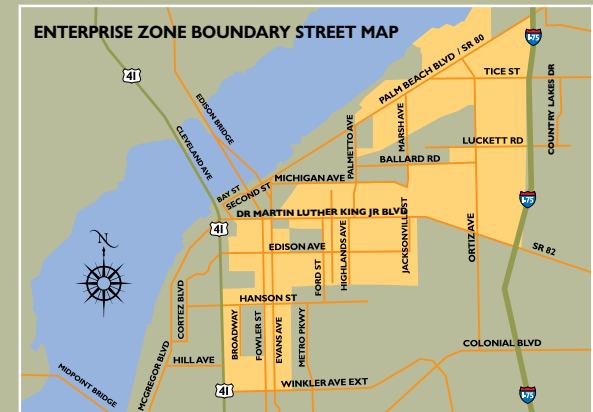 ENTERPRISE ZONE BOUNDARY STREET MAP
I-75
PALM BEACH BLVD / SR 80
TICE ST
41
COUNTRY LAKES DR
EDISON BRIDGE
MARSH AVE
PALMETTO AVE
CLEVELAND AVE
LUCKETT RD
BALLARD RD
MICHIGAN AVE
BAY ST
SECOND ST
I-75
DR MARTIN LUTHER KING JR BLVD
JACKSONVILLE ST
41
N
EDISON AVE
ORTIZ AVE
SR 82
FORD ST
HIGHLANDS AVE
HANSON ST
CORTEZ BLVD
BROADWAY
FOWLER ST
EVANS AVE
METRO PKWY
COLONIAL BLVD
MCGREGOR BLVD
HILL AVE
MIDPOINT BRIDGE
41
WINKLER AVE EXT
I-75